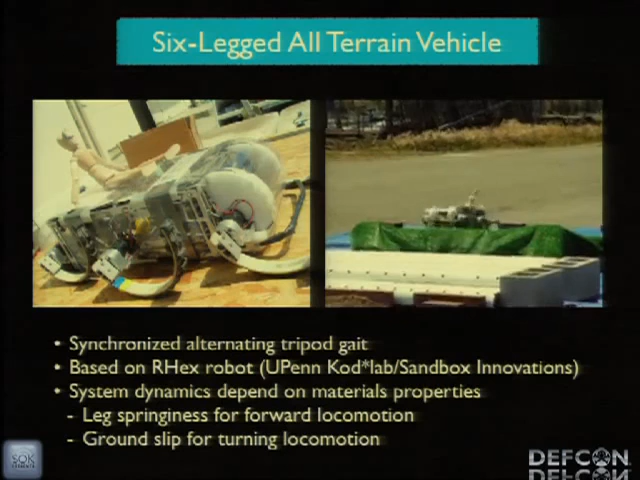 Six-Legged All Terrain Vehicle
• Synchronized alternating tripod gait
• Based on RHex robot (UPenn Kod*lab/Sandbox Innovations)
• System dynamics depend on materials properties
- Leg springiness for forward locomotion
- Ground slip for turning locomotion
SOK
DEFCON